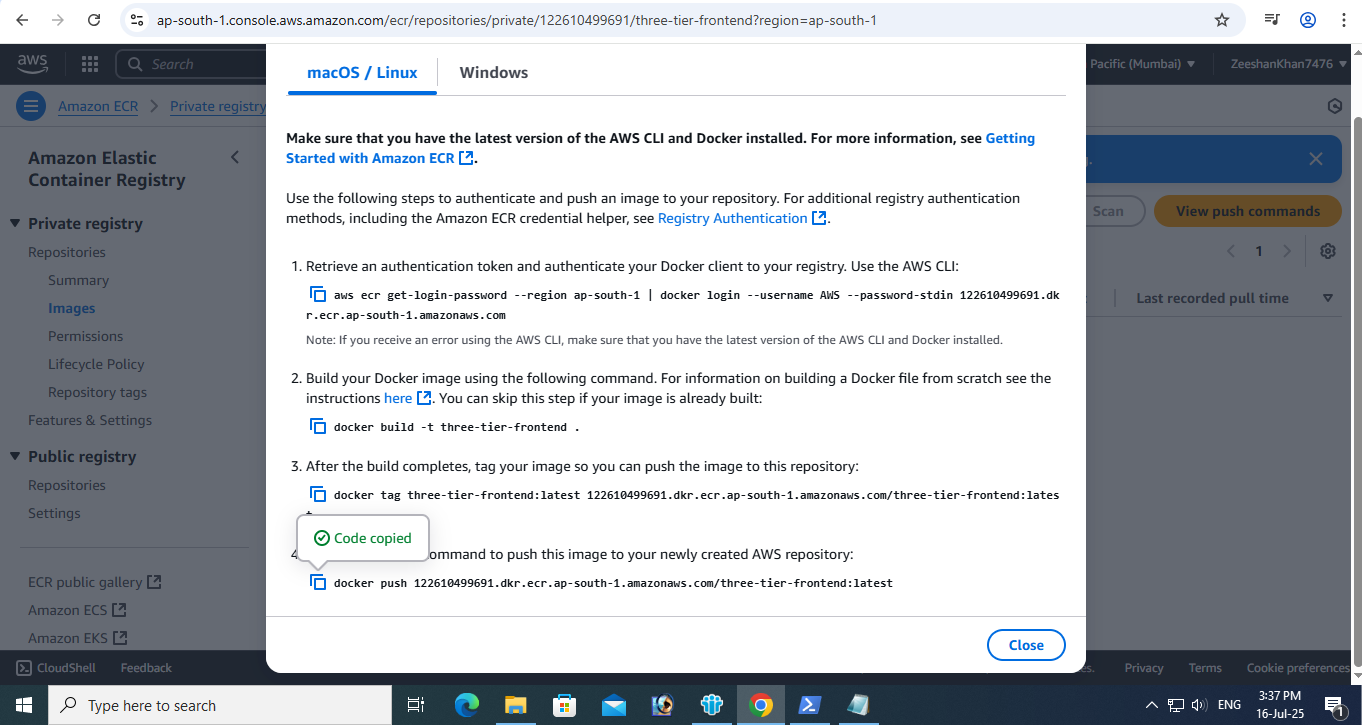 ap-south-1.console.aws.amazon.com/ecr/repositories/private/122610499691/three-tier-frontend?region=ap-south-1
aws
Search
Pacific (Mumbai)
ZeeshanKhan7476
Amazon ECR
Private registry
macOS / Linux
Windows
Amazon Elastic
Container Registry
Private registry
Repositories
Summary
Images
Permissions
Lifecycle Policy
Repository tags
Features & Settings
Public registry
Repositories
Settings
ECR public gallery
Amazon ECS
Amazon EKS
Make sure that you have the latest version of the AWS CLI and Docker installed. For more information, see Getting
Started with Amazon ECR .
Use the following steps to authenticate and push an image to your repository. For additional registry authentication
methods, including the Amazon ECR credential helper, see Registry Authentication .
1. Retrieve an authentication token and authenticate your Docker client to your registry. Use the AWS CLI:
aws ecr get-login-password --region ap-south-1 | docker login --username AWS --password-stdin 122610499691.dk
r.ecr.ap-south-1.amazonaws.com
Note: If you receive an error using the AWS CLI, make sure that you have the latest version of the AWS CLI and Docker installed.
2. Build your Docker image using the following command. For information on building a Docker file from scratch see the
instructions here . You can skip this step if your image is already built:
docker build -t three-tier-frontend .
3. After the build completes, tag your image so you can push the image to this repository:
docker tag three-tier-frontend:latest 122610499691.dkr.ecr.ap-south-1.amazonaws.com/three-tier-frontend:lates
Code copied
command to push this image to your newly created AWS repository:
docker push 122610499691.dkr.ecr.ap-south-1.amazonaws.com/three-tier-frontend:latest
Close
Scan
View push commands
1
Last recorded pull time
CloudShell
Feedback
Privacy
Terms
Cookie preferences
Type here to search
ENG
3:37 PM
16-Jul-25
1